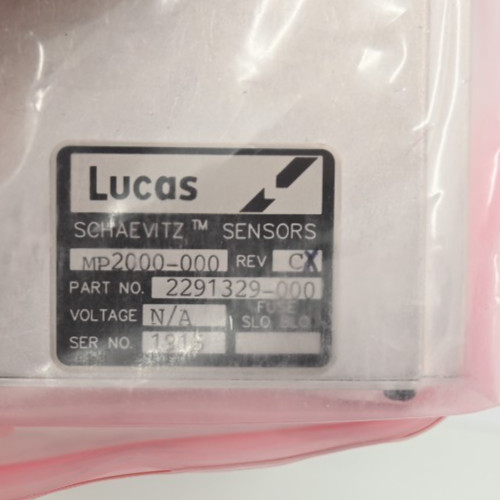 Lucas
SCHAEVITZ™ SENSORS
MP2000-000 REV CX
PART NO. 2291329-000
VOLTAGE N/A FUSE
SLO BLO
SER NO.